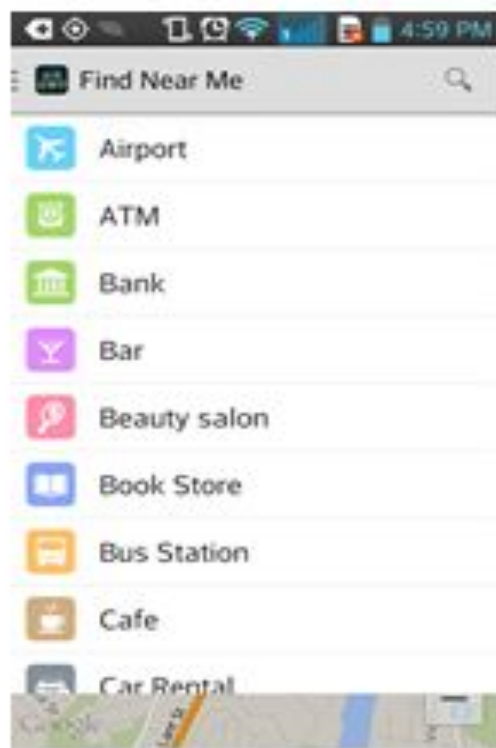 4:59 PM
Find Near Me
Airport
ATM
Bank
Bar
Beauty salon
Book Store
Bus Station
Cafe
Car Rental
Google